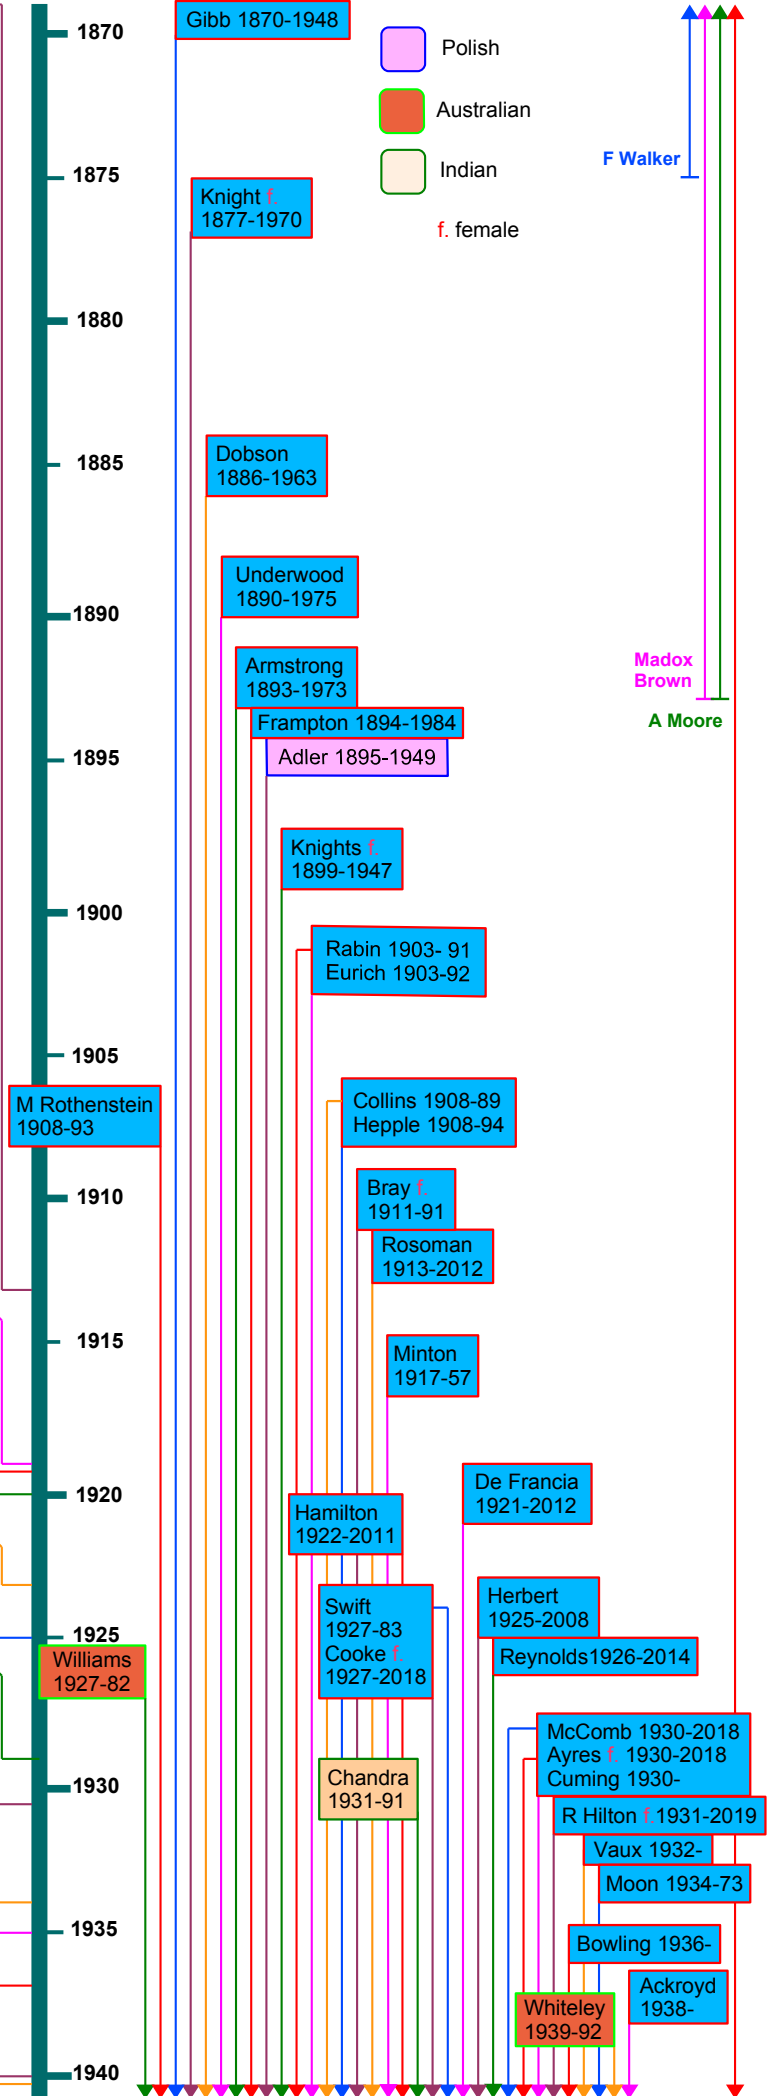 1870
Gibb 1870-1948
Polish
Australian
Indian
f. female
F Walker
1875
Knight f.
1877-1970
1880
1885
Dobson
1886-1963
Underwood
1890-1975
1890
Armstrong
1893-1973
Madox
Brown
A Moore
Frampton 1894-1984
1895
Adler 1895-1949
Knights f.
1899-1947
1900
Rabin 1903- 91
Eurich 1903-92
1905
M Rothenstein
1908-93
Collins 1908-89
Hepple 1908-94
1910
Bray f.
1911-91
Rosoman
1913-2012
1915
Minton
1917-57
1920
De Francia
1921-2012
Hamilton
1922-2011
Herbert
1925-2008
Swift
1927-83
Cooke f.
1927-2018
1925
Williams
1927-82
Reynolds1926-2014
McComb 1930-2018
Ayres f. 1930-2018
Cuming 1930-
1930
Chandra
1931-91
R Hilton f.1931-2019
Vaux 1932-
Moon 1934-73
1935
Bowling 1936-
Ackroyd
1938-
Whiteley
1939-92
1940